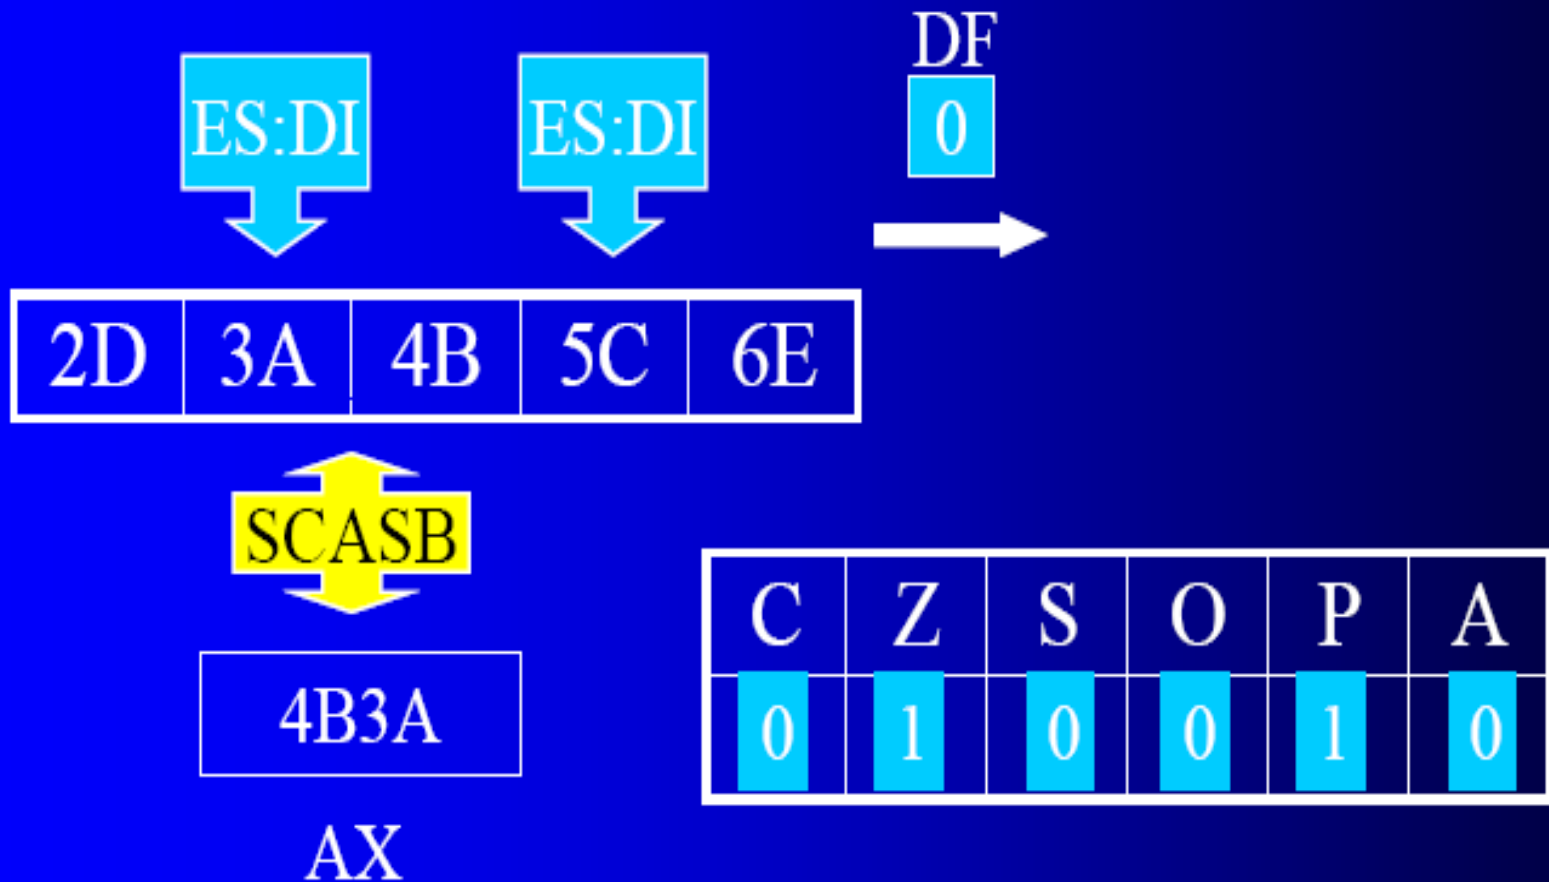 DF
ES:DI ES:DI 0
2D 3A 4B 5C 6E
SCASB
C Z S O P A
4B3A 0 1 0 0 1 0
AX